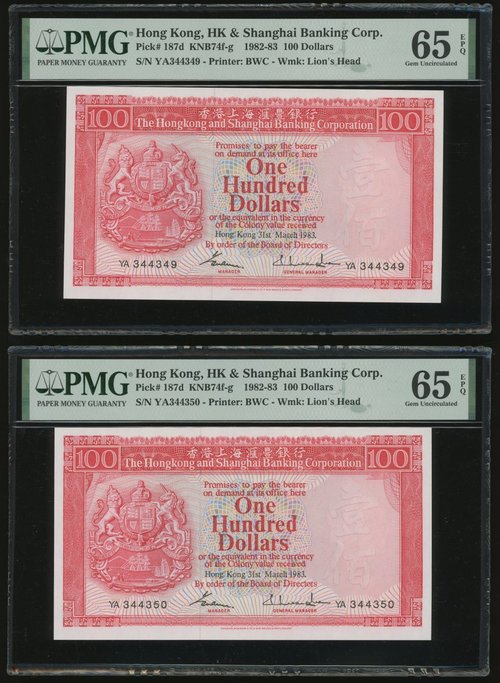 PMG
PAPER MONEY GUARANTY
Hong Kong, HK & Shanghai Banking Corp.
Pick# 187d KNB74f-g 1982-83 100 Dollars
S/N YA344349 - Printer: BWC - Wmk: Lion's Head
65 EPQ
Gem Uncirculated
100 香港上海滙豐銀行 100
The Hongkong and Shanghai Banking Corporation
Promises to pay the bearer
on demand at its office here
One
Hundred
Dollars
or the equivalent in the currency
of the Colony value received
Hong Kong 31st March 1983.
By order of the Board of Directors
YA 344349
MANAGER
GENERAL MANAGER
YA 344349
壹佰
PMG
PAPER MONEY GUARANTY
Hong Kong, HK & Shanghai Banking Corp.
Pick# 187d KNB74f-g 1982-83 100 Dollars
S/N YA344350 - Printer: BWC - Wmk: Lion's Head
65 EPQ
Gem Uncirculated
100 香港上海滙豐銀行 100
The Hongkong and Shanghai Banking Corporation
Promises to pay the bearer
on demand at its office here
One
Hundred
Dollars
or the equivalent in the currency
of the Colony value received
Hong Kong 31st March 1983.
By order of the Board of Directors
YA 344350
MANAGER
GENERAL MANAGER
YA 344350
壹佰